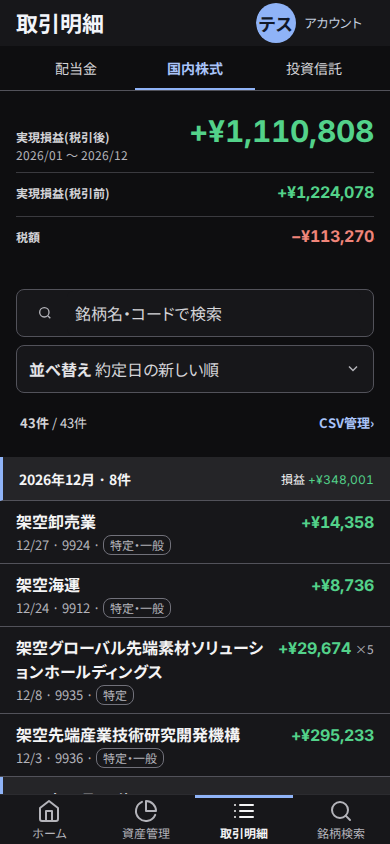 取引明細
テス アカウント
配当金 国内株式 投資信託
実現損益(税引後)
2026/01 〜 2026/12
+¥1,110,808
実現損益(税引前) +¥1,224,078
税額 −¥113,270
銘柄名・コードで検索
並べ替え 約定日の新しい順
43件 / 43件 CSV管理›
2026年12月・8件 損益 +¥348,001
架空卸売業 +¥14,358
12/27・9924・特定・一般
架空海運 +¥8,736
12/24・9912・特定・一般
架空グローバル先端素材ソリューシ
ョンホールディングス
+¥29,674 ×5
12/8・9935・特定
架空先端産業技術研究開発機構 +¥295,233
12/3・9936・特定・一般
ホーム 資産管理 取引明細 銘柄検索